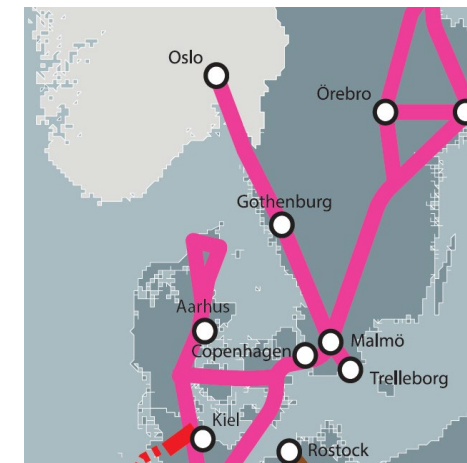 Oslo
Örebro
Gothenburg
Aarhus
Copenhagen
Malmö
Trelleborg
Kiel
Rostock